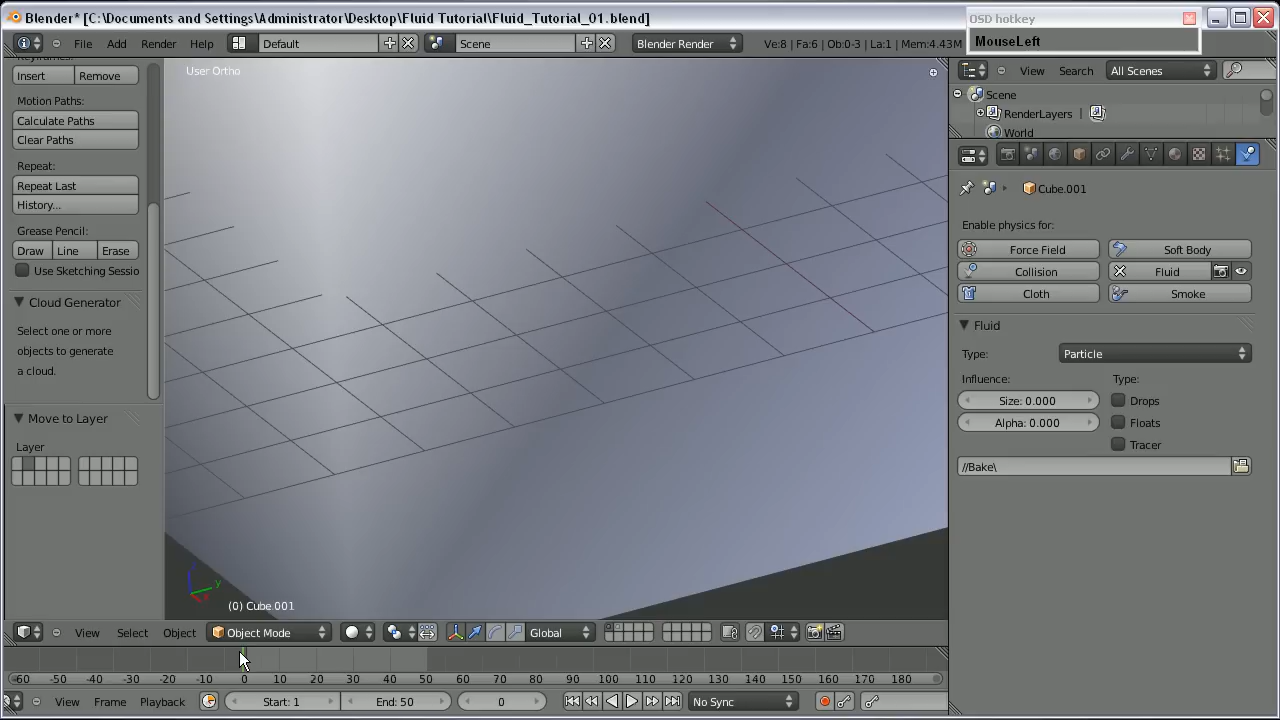 Blender* [C:\Documents and Settings\Administrator\Desktop\Fluid Tutorial\Fluid_Tutorial_01.blend]
OSD hotkey
MouseLeft
File Add Render Help Default Scene Blender Render Ve:8 | Fa:6 | Ob:0-3 | La:1 | Mem:4.43M
View Search All Scenes
Scene
RenderLayers |
World
Insert Remove
Motion Paths:
Calculate Paths
Clear Paths
Repeat:
Repeat Last
History...
Grease Pencil:
Draw Line Erase
Use Sketching Sessio
Cloud Generator
Select one or more
objects to generate
a cloud.
Move to Layer
Layer
User Ortho
y
(0) Cube.001
Cube.001
Enable physics for:
Force Field Soft Body
Collision Fluid
Cloth Smoke
Fluid
Type: Particle
Influence: Type:
Size: 0.000 Drops
Alpha: 0.000 Floats
Tracer
//Bake\
View Select Object Object Mode Global
-60 -50 -40 -30 -20 -10 0 10 20 30 40 50 60 70 80 90 100 110 120 130 140 150 160 170 180
View Frame Playback Start: 1 End: 50 0 No Sync